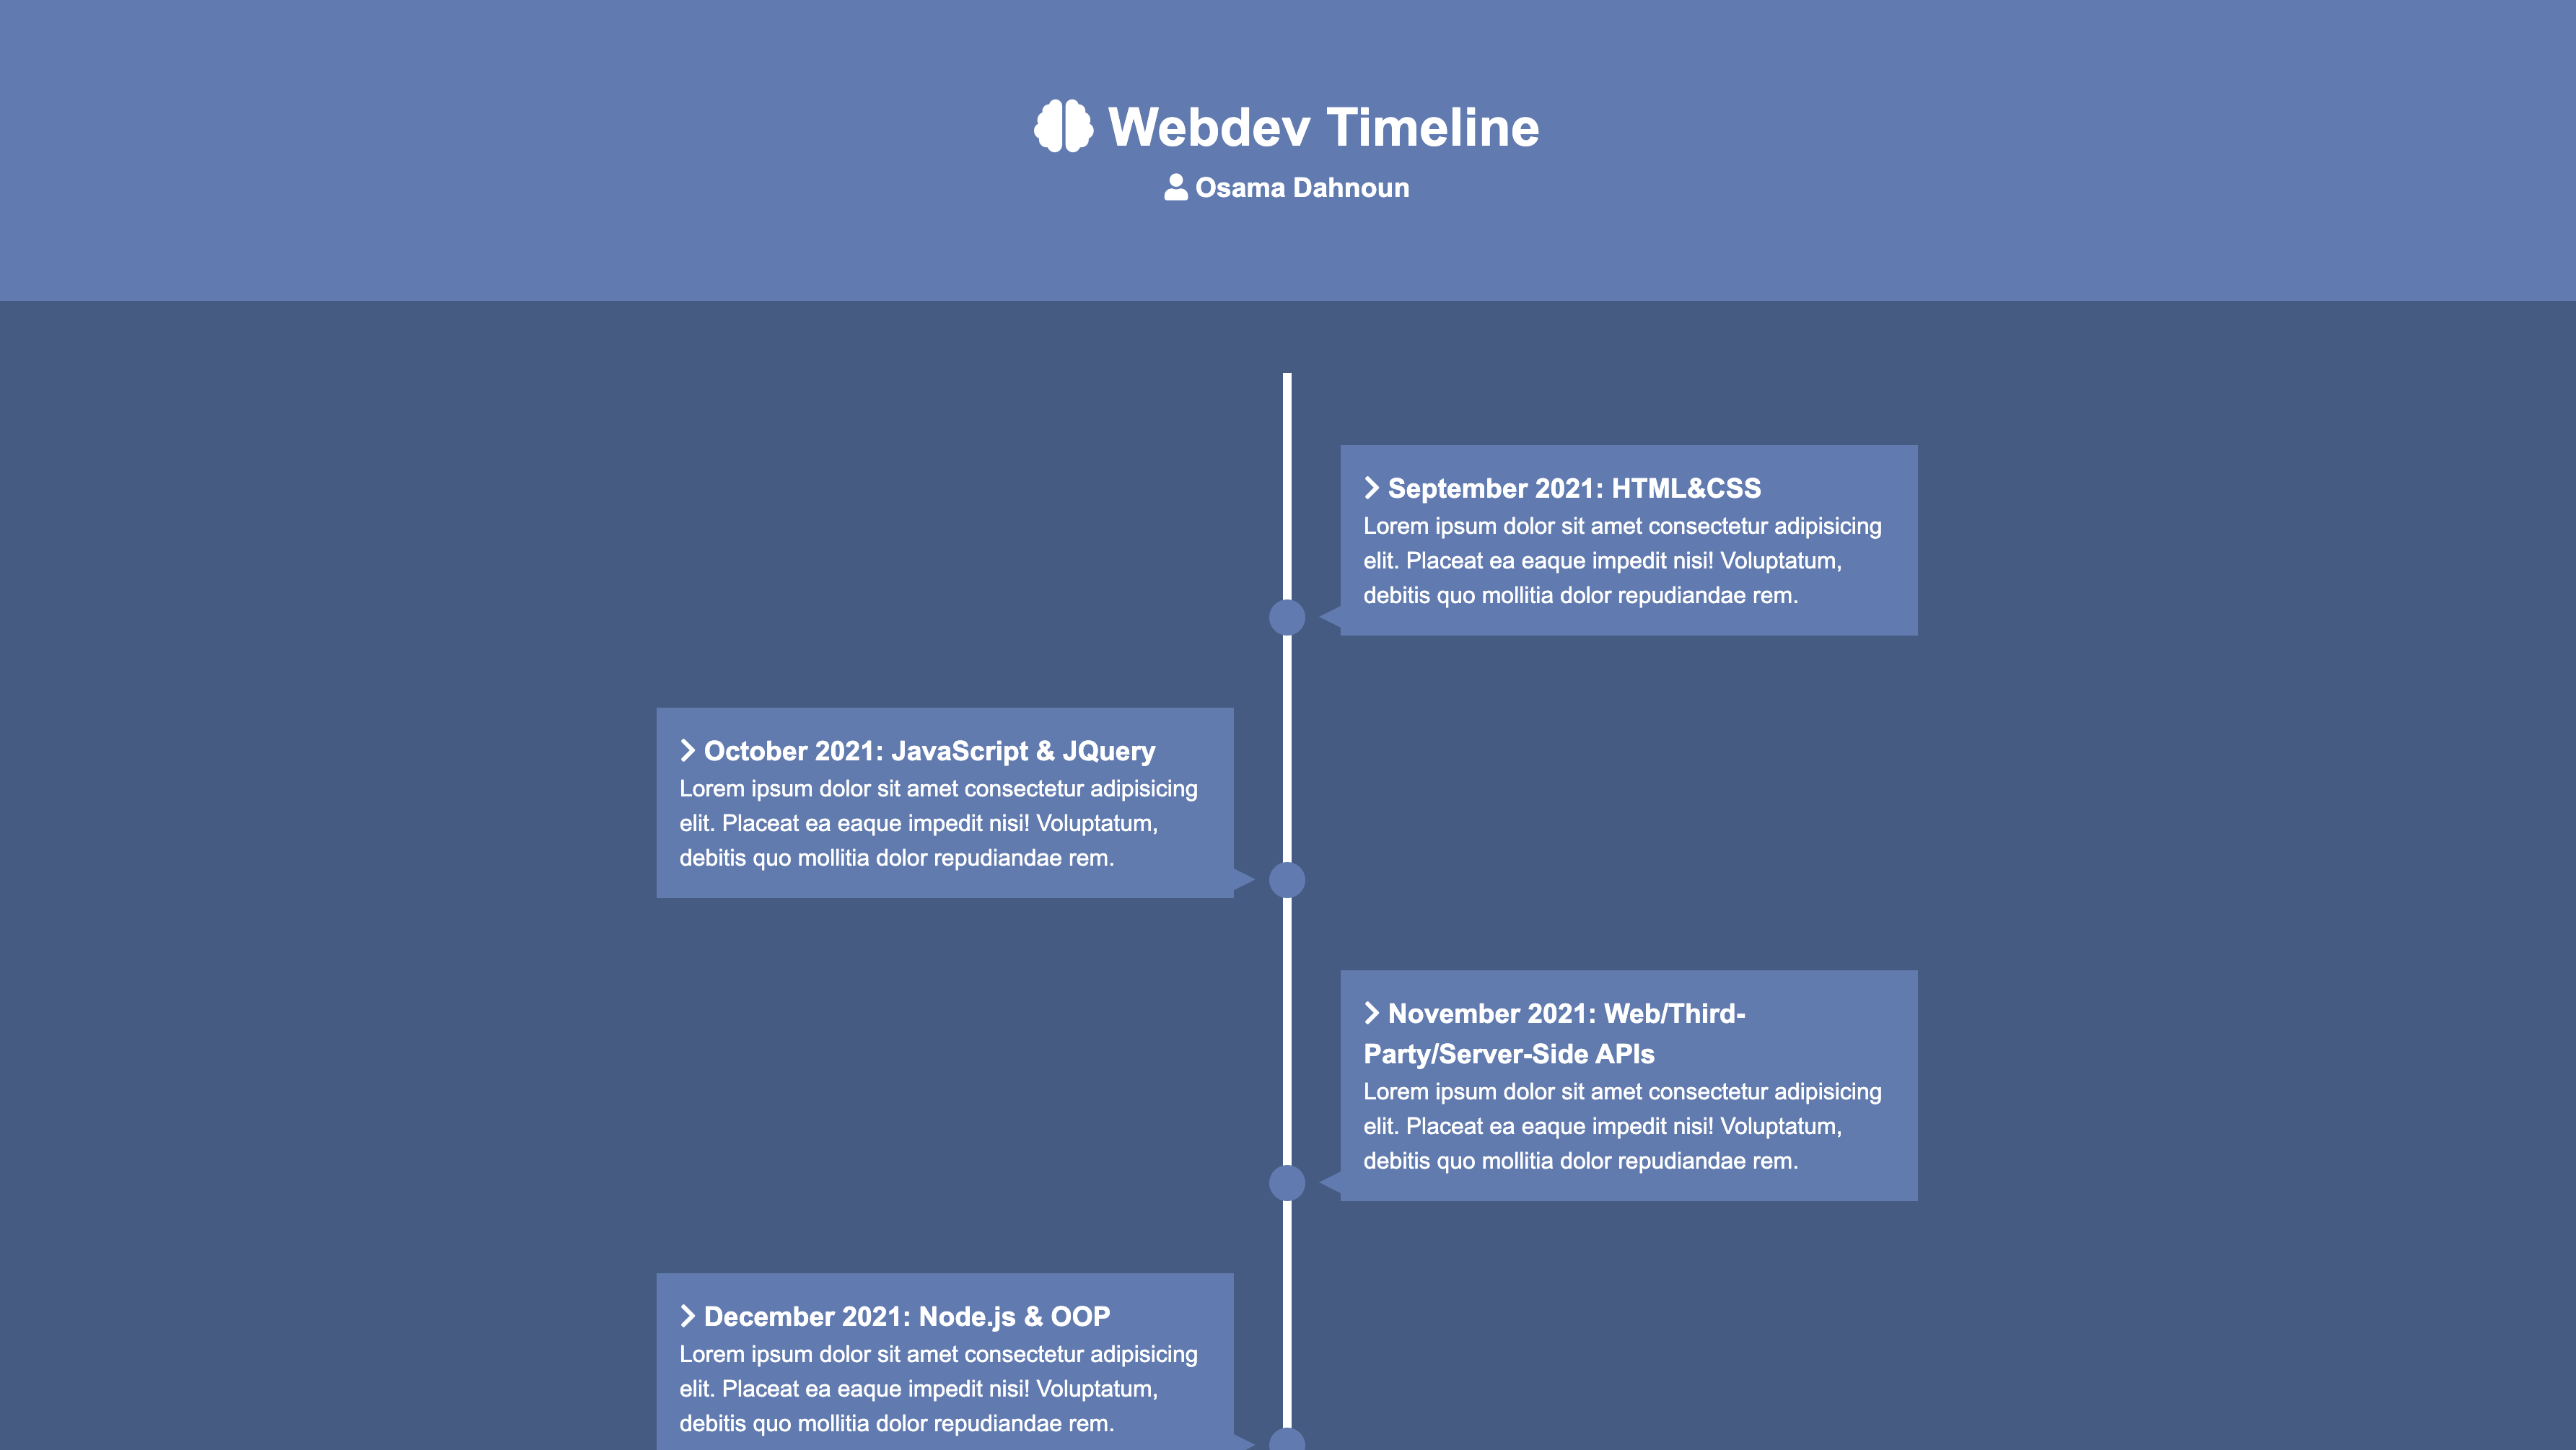 Webdev Timeline
Osama Dahnoun
September 2021: HTML&CSS
Lorem ipsum dolor sit amet consectetur adipisicing
elit. Placeat ea eaque impedit nisi! Voluptatum,
debitis quo mollitia dolor repudiandae rem.
October 2021: JavaScript & JQuery
Lorem ipsum dolor sit amet consectetur adipisicing
elit. Placeat ea eaque impedit nisi! Voluptatum,
debitis quo mollitia dolor repudiandae rem.
November 2021: Web/Third-
Party/Server-Side APIs
Lorem ipsum dolor sit amet consectetur adipisicing
elit. Placeat ea eaque impedit nisi! Voluptatum,
debitis quo mollitia dolor repudiandae rem.
December 2021: Node.js & OOP
Lorem ipsum dolor sit amet consectetur adipisicing
elit. Placeat ea eaque impedit nisi! Voluptatum,
debitis quo mollitia dolor repudiandae rem.